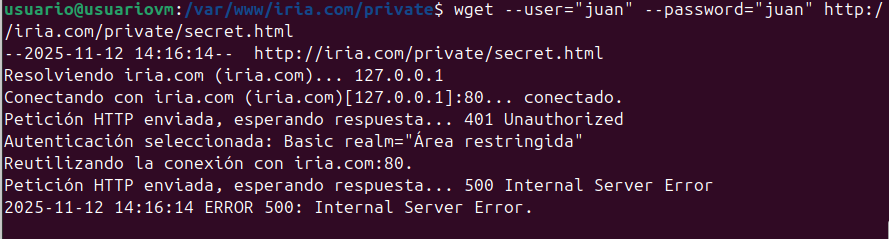 usuario@usuariovm:/var/www/iria.com/private$ wget --user="juan" --password="juan" http:/
/iria.com/private/secret.html
--2025-11-12 14:16:14--  http://iria.com/private/secret.html
Resolviendo iria.com (iria.com)... 127.0.0.1
Conectando con iria.com (iria.com)[127.0.0.1]:80... conectado.
Petición HTTP enviada, esperando respuesta... 401 Unauthorized
Autenticación seleccionada: Basic realm="Área restringida"
Reutilizando la conexión con iria.com:80.
Petición HTTP enviada, esperando respuesta... 500 Internal Server Error
2025-11-12 14:16:14 ERROR 500: Internal Server Error.